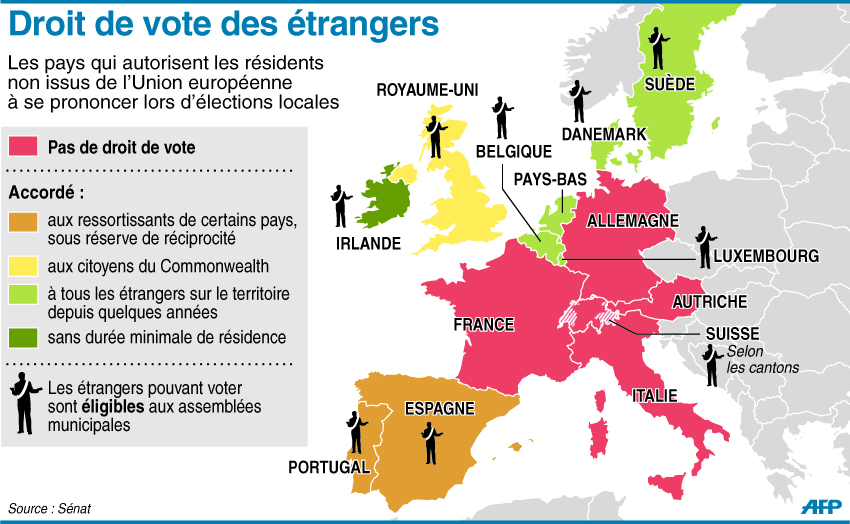 Droit de vote des étrangers
Les pays qui autorisent les résidents
non issus de l'Union européenne
à se prononcer lors d'élections locales
Pas de droit de vote
Accordé :
aux ressortissants de certains pays,
sous réserve de réciprocité
aux citoyens du Commonwealth
à tous les étrangers sur le territoire
depuis quelques années
sans durée minimale de résidence
Les étrangers pouvant voter
sont éligibles aux assemblées
municipales
ROYAUME-UNI
SUÈDE
DANEMARK
BELGIQUE
PAYS-BAS
IRLANDE
ALLEMAGNE
LUXEMBOURG
AUTRICHE
FRANCE
SUISSE
Selon
les cantons
ITALIE
ESPAGNE
PORTUGAL
Source : Sénat
AFP